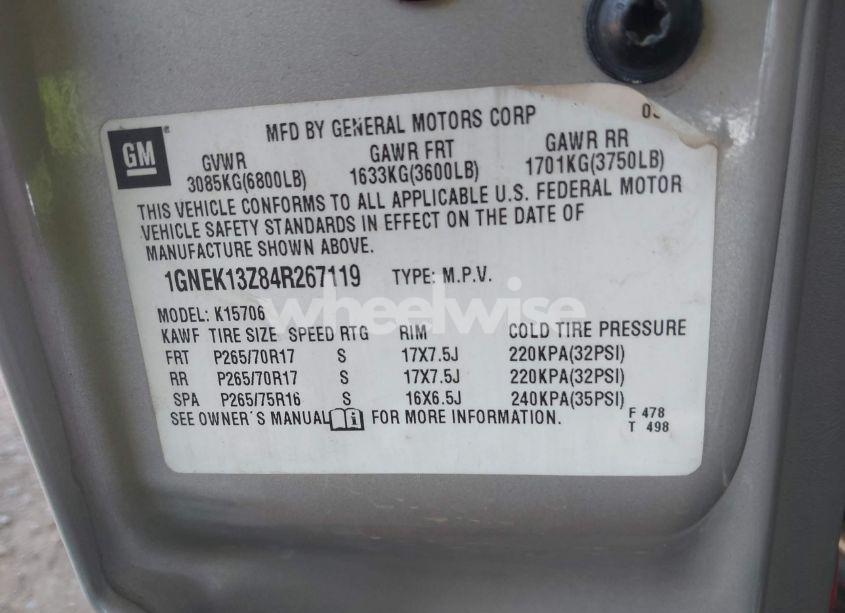 GM
MFD BY GENERAL MOTORS CORP
GVWR GAWR FRT GAWR RR
3085KG(6800LB) 1633KG(3600LB) 1701KG(3750LB)
THIS VEHICLE CONFORMS TO ALL APPLICABLE U.S. FEDERAL MOTOR
VEHICLE SAFETY STANDARDS IN EFFECT ON THE DATE OF
MANUFACTURE SHOWN ABOVE.
1GNEK13Z84R267119 TYPE: M.P.V.
wheelwise
MODEL: K15706
KAWF TIRE SIZE SPEED RTG RIM COLD TIRE PRESSURE
FRT P265/70R17 S 17X7.5J 220KPA(32PSI)
RR P265/70R17 S 17X7.5J 220KPA(32PSI)
SPA P265/75R16 S 16X6.5J 240KPA(35PSI)
SEE OWNER'S MANUAL FOR MORE INFORMATION.
F 478
T 498